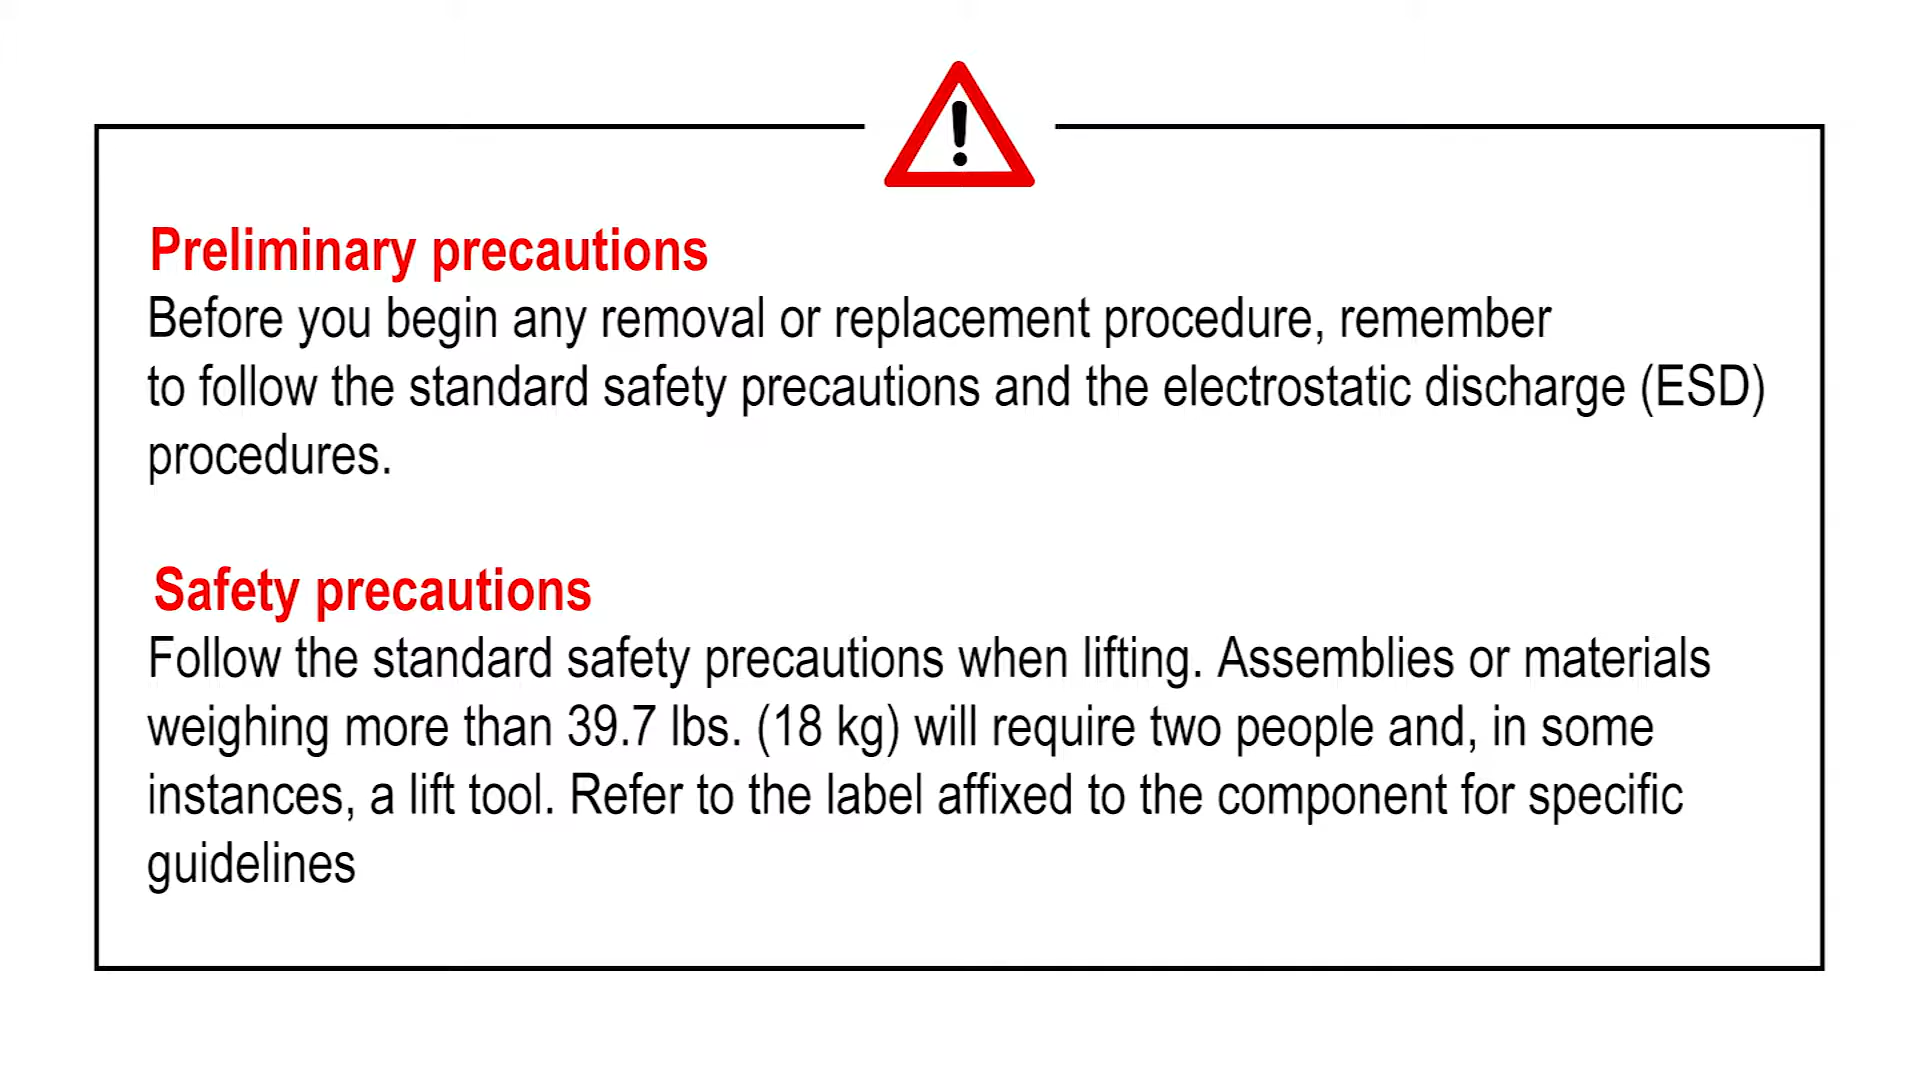 Preliminary precautions
Before you begin any removal or replacement procedure, remember
to follow the standard safety precautions and the electrostatic discharge (ESD)
procedures.
Safety precautions
Follow the standard safety precautions when lifting. Assemblies or materials
weighing more than 39.7 lbs. (18 kg) will require two people and, in some
instances, a lift tool. Refer to the label affixed to the component for specific
guidelines